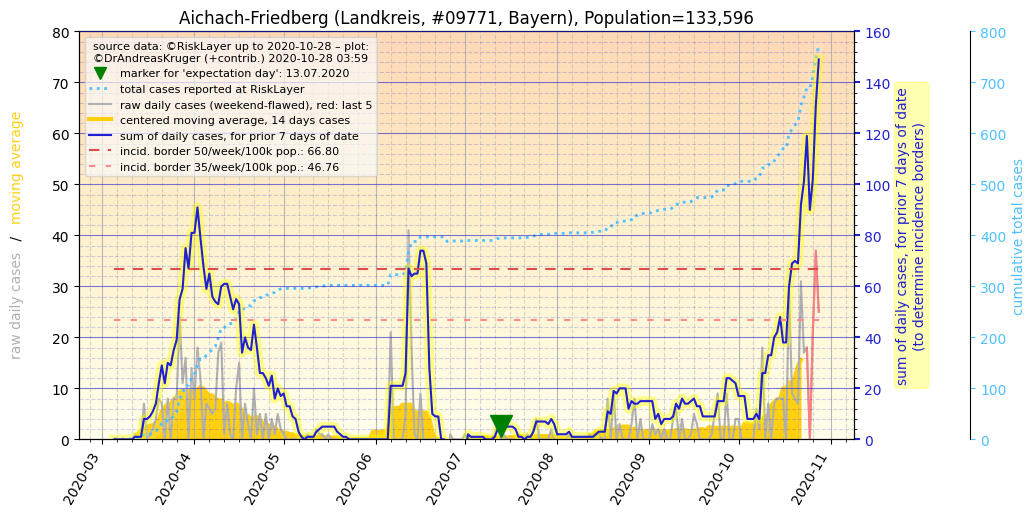 Aichach-Friedberg (Landkreis, #09771, Bayern), Population=133,596
source data: ©RiskLayer up to 2020-10-28 – plot:
©DrAndreasKruger (+contrib.) 2020-10-28 03:59
marker for 'expectation day': 13.07.2020
total cases reported at RiskLayer
raw daily cases (weekend-flawed), red: last 5
centered moving average, 14 days cases
sum of daily cases, for prior 7 days of date
incid. border 50/week/100k pop.: 66.80
incid. border 35/week/100k pop.: 46.76
raw daily cases / moving average
80
70
60
50
40
30
20
10
0
160
140
120
100
80
60
40
20
0
sum of daily cases, for prior 7 days of date
(to determine incidence borders)
800
700
600
500
400
300
200
100
0
cumulative total cases
2020-03
2020-04
2020-05
2020-06
2020-07
2020-08
2020-09
2020-10
2020-11